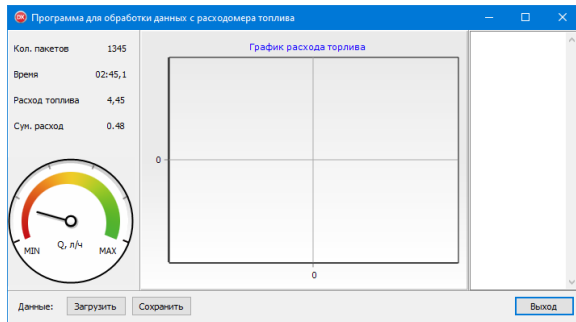 DX Программа для обработки данных с расходомера топлива
Кол. пакетов 1345
Время 02:45,1
Расход топлива 4,45
Сум. расход 0.48
MIN Q, л/ч MAX
График расхода торлива
0
0
Данные: Загрузить Сохранить Выход